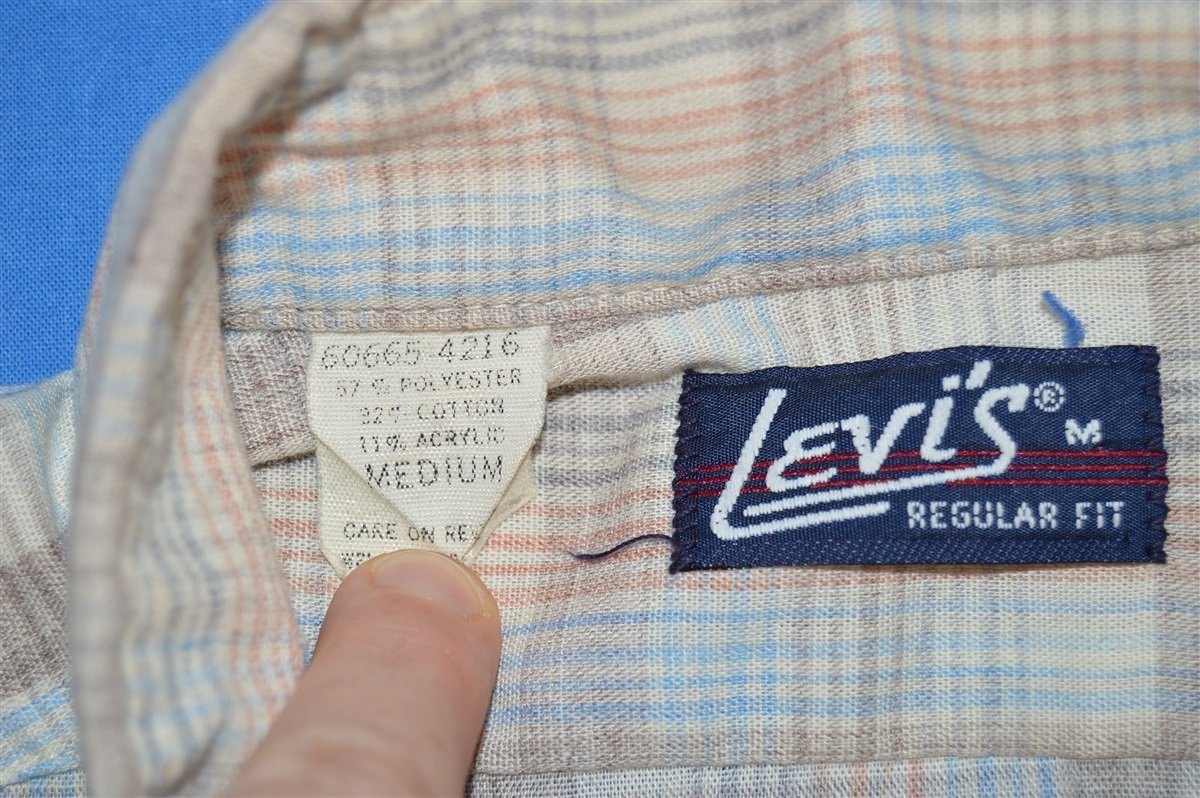 60665 4216
57% POLYESTER
32% COTTON
11% ACRYLIC
MEDIUM
CARE ON REV
Levi's®
M
REGULAR FIT